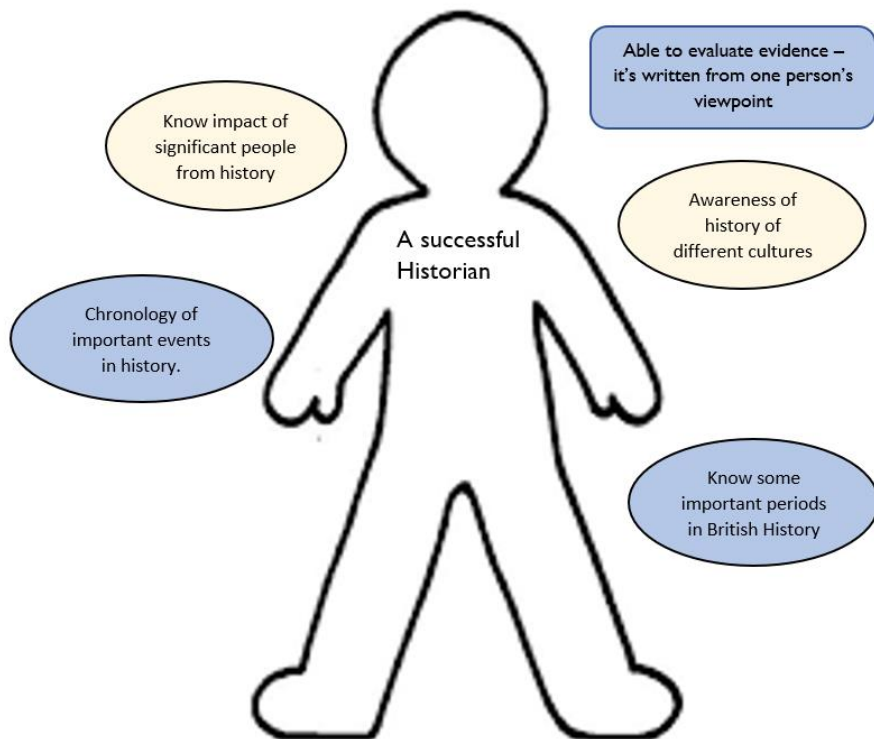 Able to evaluate evidence –
it's written from one person's
viewpoint
Know impact of
significant people
from history
Awareness of
history of
different cultures
A successful
Historian
Chronology of
important events
in history.
Know some
important periods
in British History